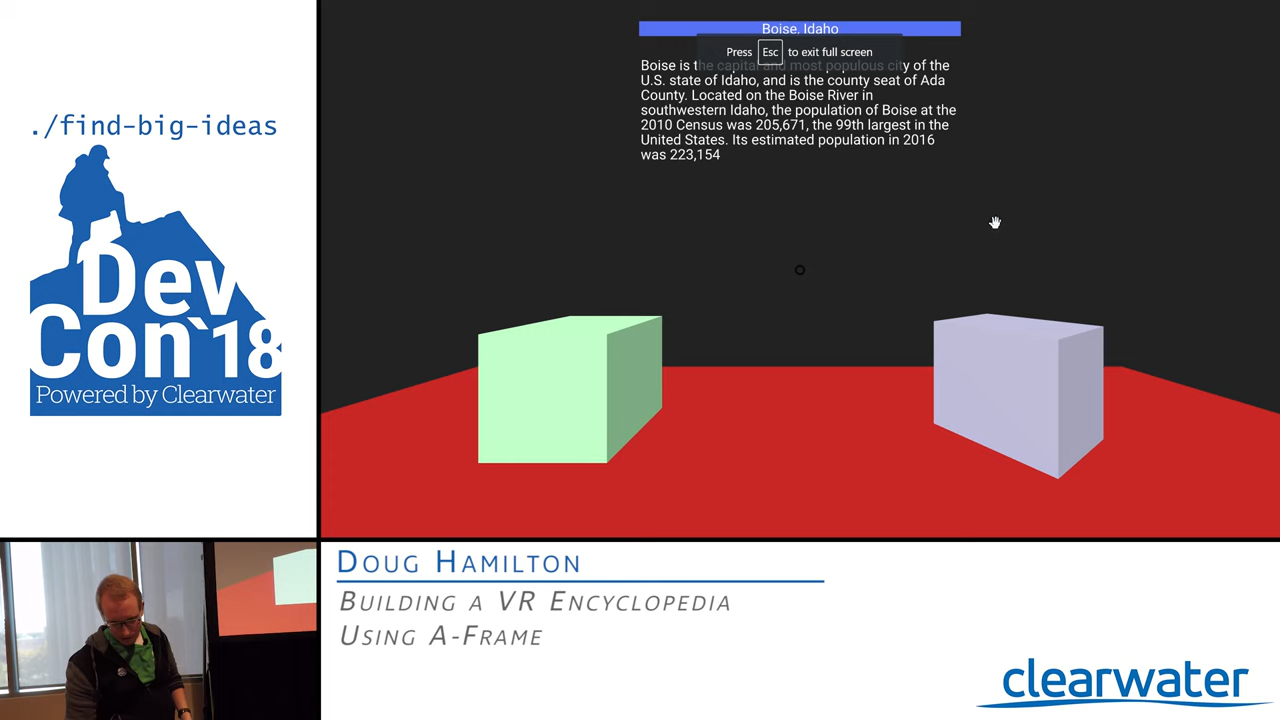 ./find-big-ideas
Dev
Con`18
Powered by Clearwater
Boise, Idaho
Press Esc to exit full screen
Boise is the capital and most populous city of the
U.S. state of Idaho, and is the county seat of Ada
County. Located on the Boise River in
southwestern Idaho, the population of Boise at the
2010 Census was 205,671, the 99th largest in the
United States. Its estimated population in 2016
was 223,154
Doug Hamilton
Building a VR Encyclopedia
Using A-Frame
clearwater